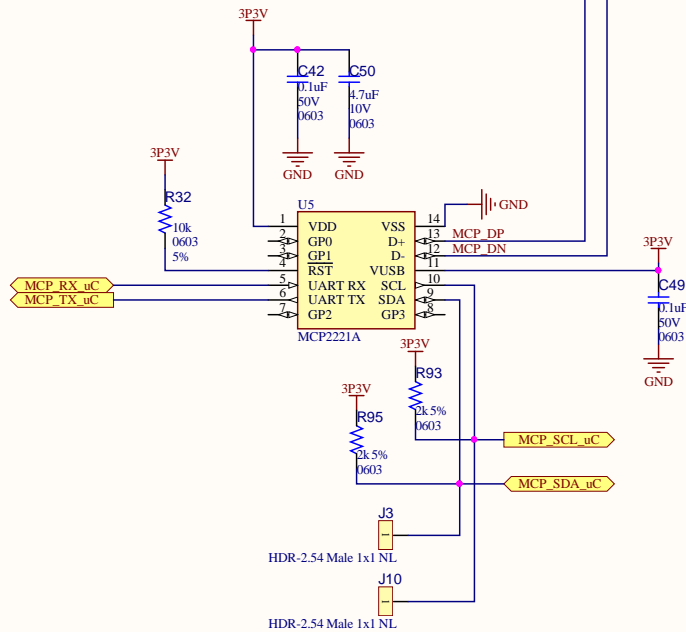 3P3V
C42
0.1uF
50V
0603
C50
4.7uF
10V
0603
GND
GND
3P3V
R32
10k
0603
5%
U5
1 VDD VSS 14
2 GP0 D+ 13 MCP_DP
3 GP1 D- 12 MCP_DN
4 RST VUSB 11
5 UART RX SCL 10
6 UART TX SDA 9
7 GP2 GP3 8
MCP2221A
GND
MCP_RX_uC
MCP_TX_uC
3P3V
C49
0.1uF
50V
0603
GND
3P3V
R93
2k 5%
0603
3P3V
R95
2k 5%
0603
MCP_SCL_uC
MCP_SDA_uC
J3
1
HDR-2.54 Male 1x1 NL
J10
1
HDR-2.54 Male 1x1 NL